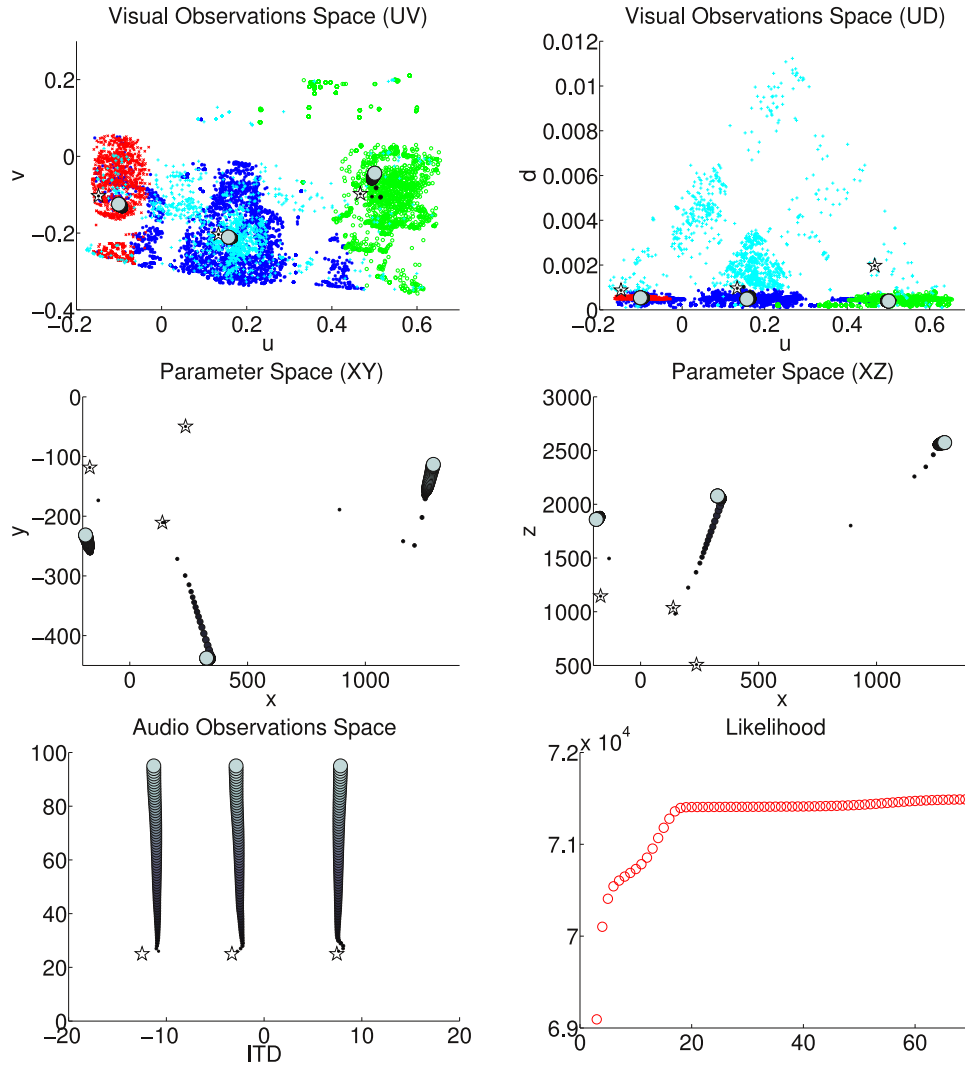 Visual Observations Space (UV)
v
0.2
0
−0.2
−0.4
−0.2 0 0.2 0.4 0.6
u
Visual Observations Space (UD)
d
0.012
0.01
0.008
0.006
0.004
0.002
0
−0.2 0 0.2 0.4 0.6
u
Parameter Space (XY)
y
0
−100
−200
−300
−400
0 500 1000
x
Parameter Space (XZ)
z
3000
2500
2000
1500
1000
500
0 500 1000
x
Audio Observations Space
100
80
60
40
20
0
−20 −10 0 10 20
ITD
Likelihood
x 10⁴
7.2
7.1
7
6.9
0 20 40 60